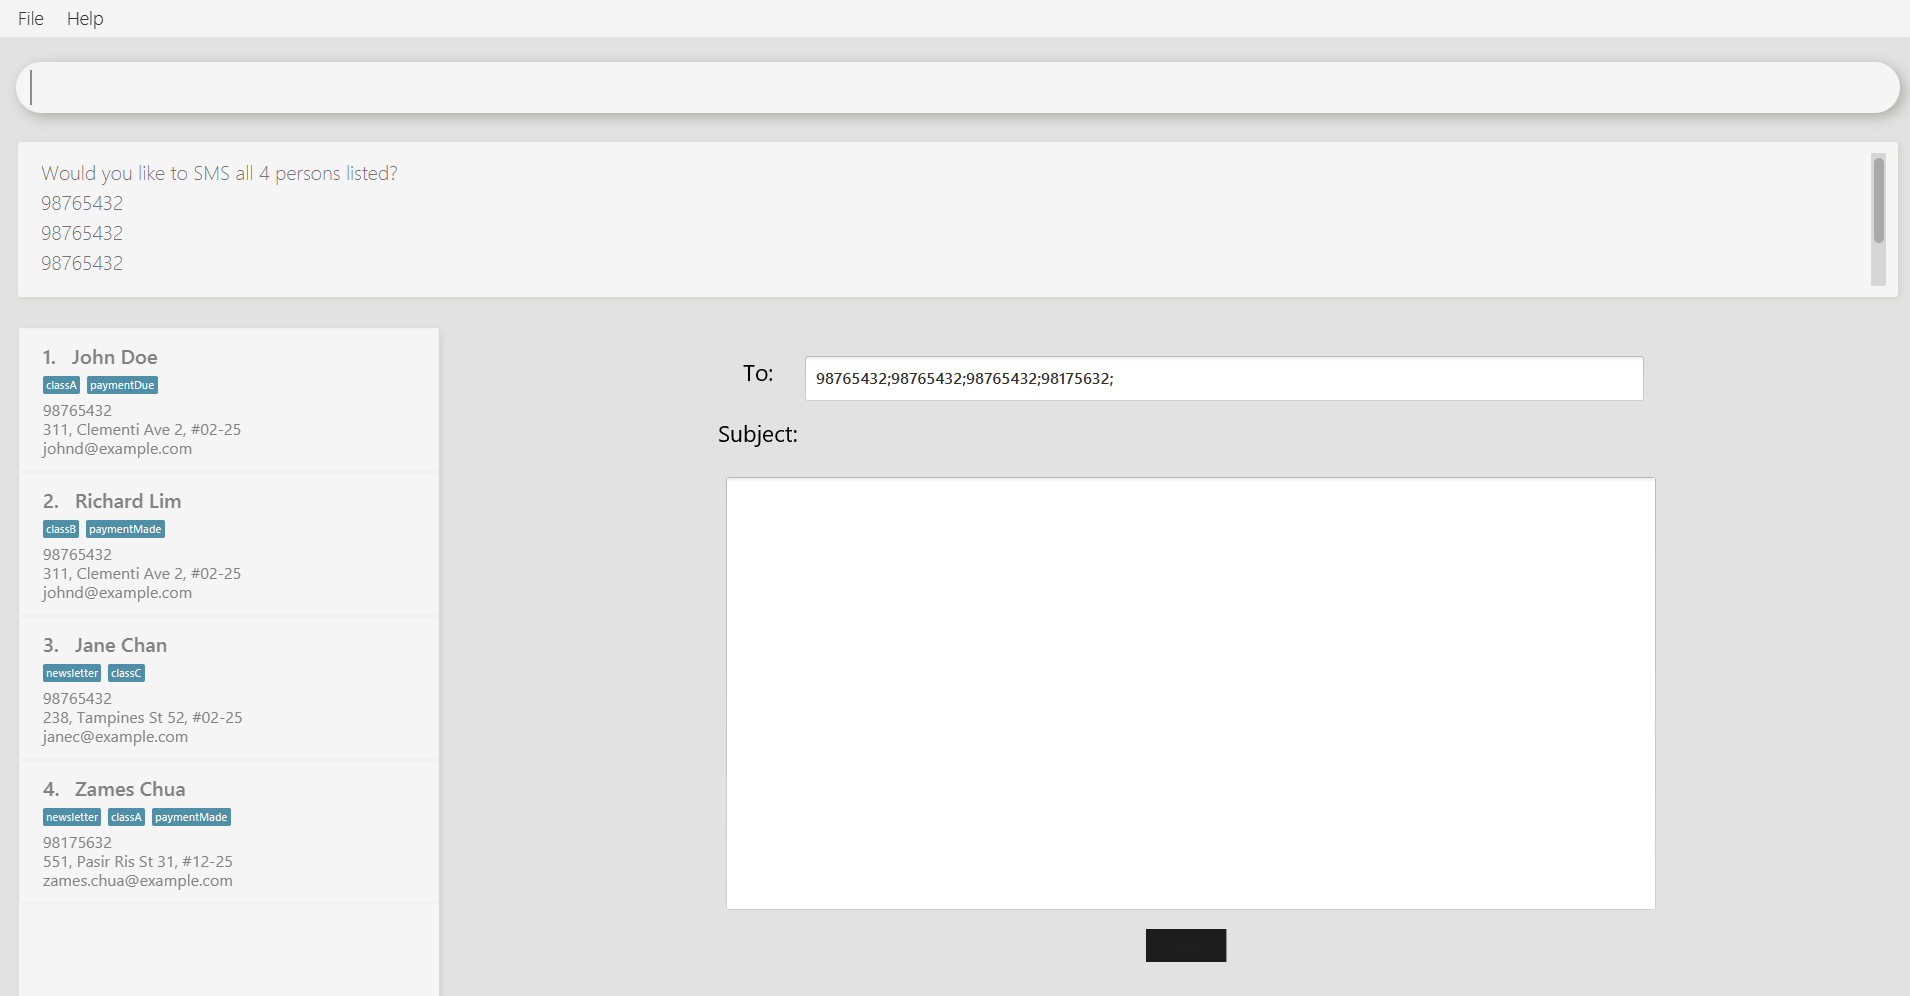 File Help
Would you like to SMS all 4 persons listed?
98765432
98765432
98765432
1. John Doe
classA paymentDue
98765432
311, Clementi Ave 2, #02-25
johnd@example.com
2. Richard Lim
classB paymentMade
98765432
311, Clementi Ave 2, #02-25
johnd@example.com
3. Jane Chan
newsletter classC
98765432
238, Tampines St 52, #02-25
janec@example.com
4. Zames Chua
newsletter classA paymentMade
98175632
551, Pasir Ris St 31, #12-25
zames.chua@example.com
To: 98765432;98765432;98765432;98175632;
Subject: